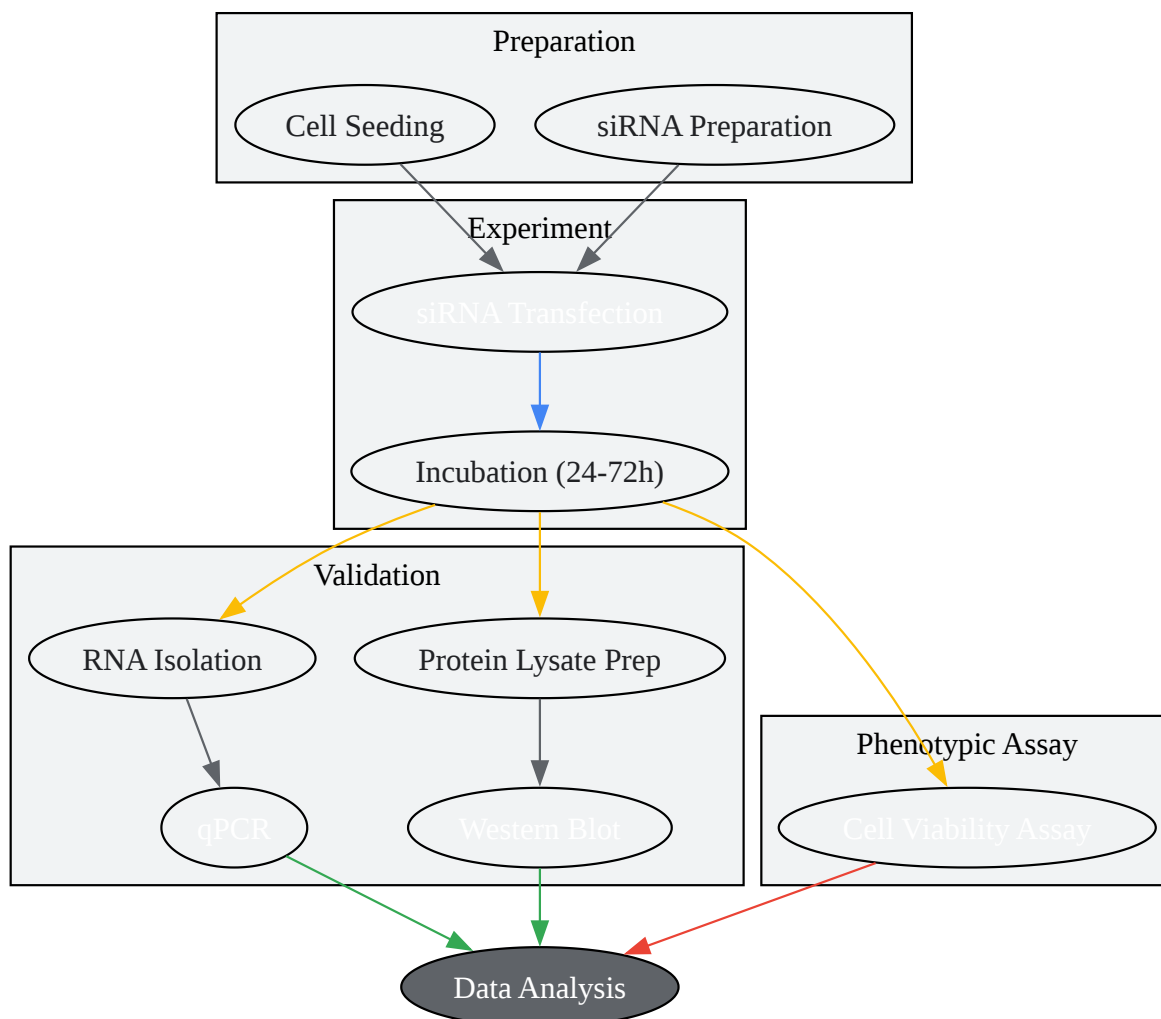 Preparation
Cell Seeding
siRNA Preparation
Experiment
siRNA Transfection
Incubation (24-72h)
Validation
RNA Isolation
Protein Lysate Prep
Phenotypic Assay
qPCR
Western Blot
Cell Viability Assay
Data Analysis